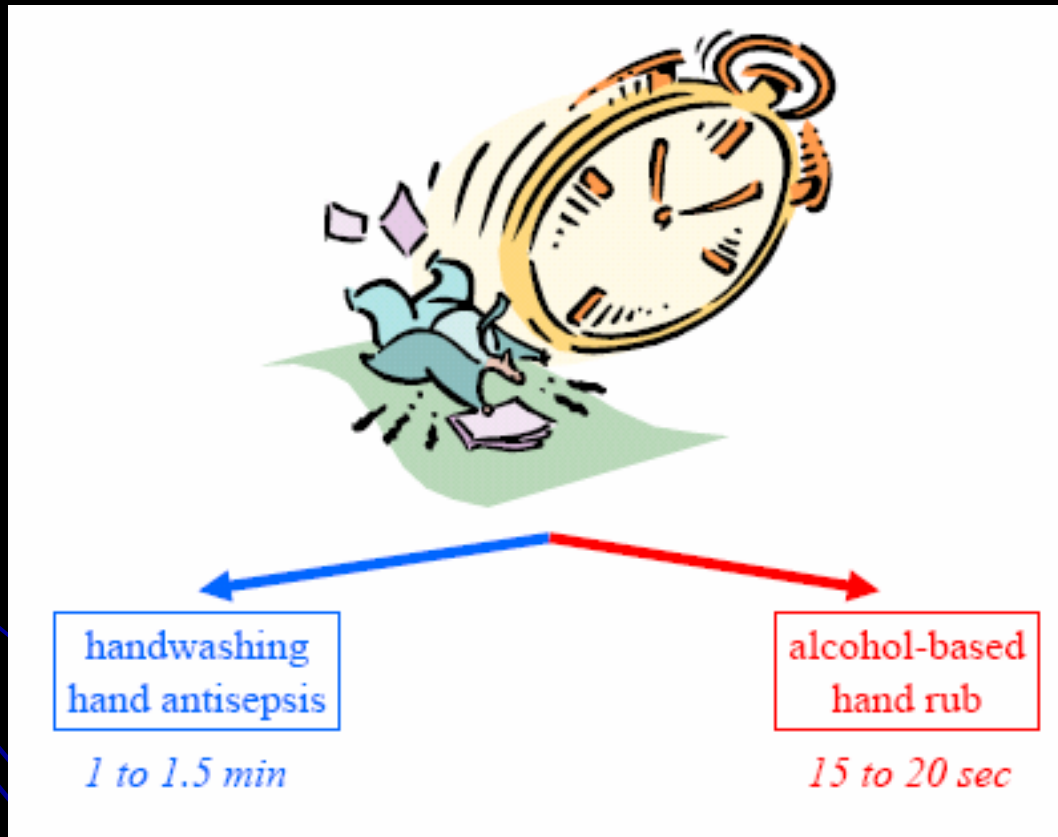 handwashing
hand antisepsis
1 to 1.5 min
alcohol-based
hand rub
15 to 20 sec